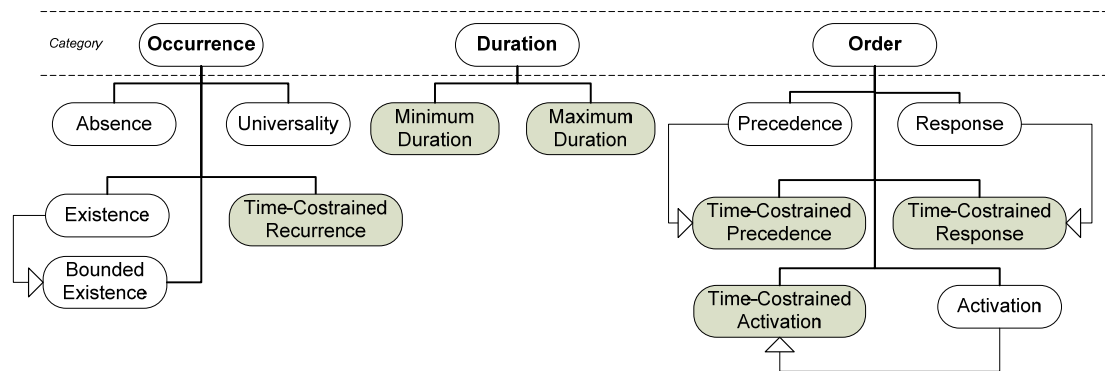 Category
Occurrence
Duration
Order
Absence
Universality
Minimum
Duration
Maximum
Duration
Precedence
Response
Existence
Time-Costrained
Recurrence
Time-Costrained
Precedence
Time-Costrained
Response
Bounded
Existence
Time-Costrained
Activation
Activation